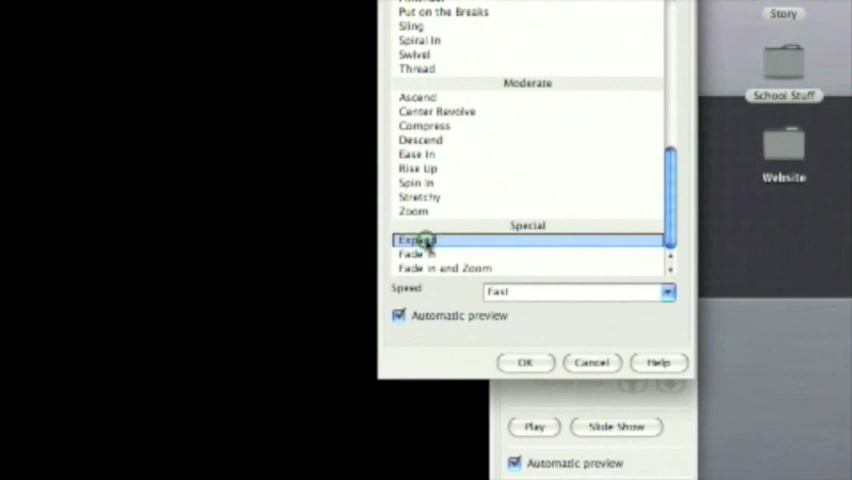 Put on the Breaks
Sling
Spiral In
Swivel
Thread
Moderate
Ascend
Center Revolve
Compress
Descend
Ease In
Rise Up
Spin In
Stretchy
Zoom
Special
Expand
Fade In
Fade in and Zoom
Speed
Fast
Automatic preview
OK
Cancel
Help
Play
Slide Show
Automatic preview
Story
School Stuff
Website